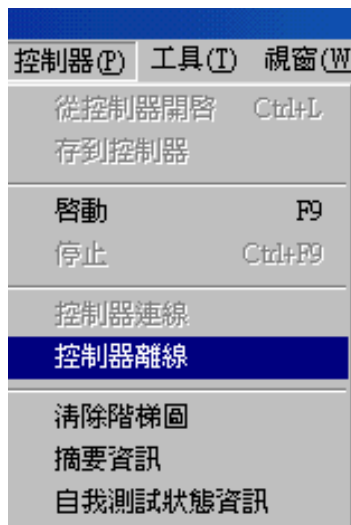 控制器(P) 工具(T) 視窗(W
從控制器開啓 Ctrl+L
存到控制器
啓動 F9
停止 Ctrl+F9
控制器連線
控制器離線
清除階梯圖
摘要資訊
自我測試狀態資訊